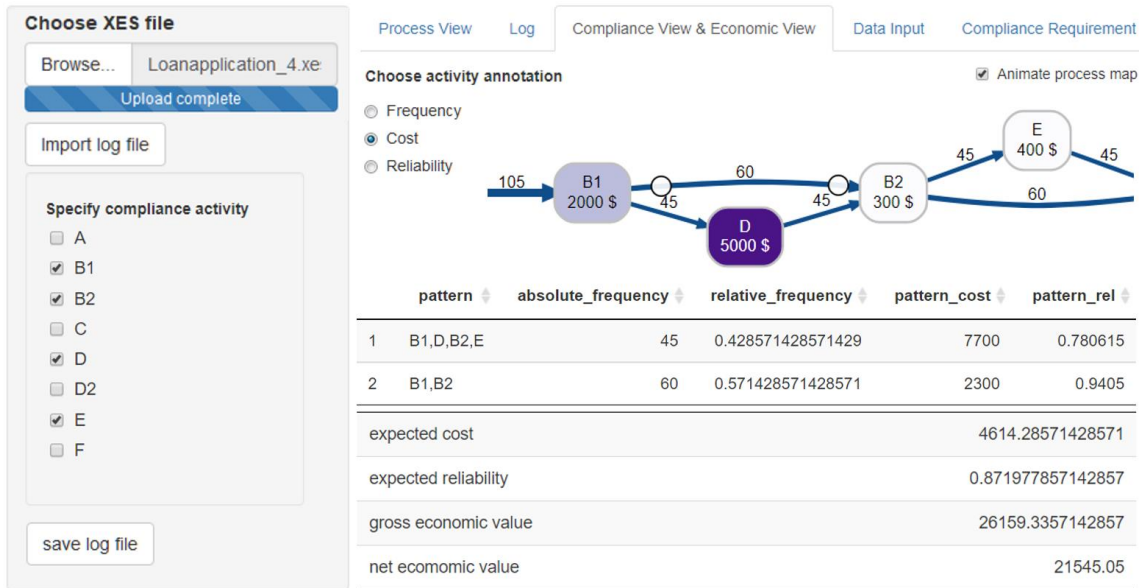 Choose XES file
Browse... Loanapplication_4.xe
Upload complete
Import log file
Specify compliance activity
A
B1
B2
C
D
D2
E
F
save log file
Process View Log Compliance View & Economic View Data Input Compliance Requirement
Choose activity annotation
Animate process map
Frequency
Cost
Reliability
105
B1
2000 $
60
45
D
5000 $
45
B2
300 $
45
E
400 $
45
60
pattern absolute_frequency relative_frequency pattern_cost pattern_rel
1 B1,D,B2,E 45 0.428571428571429 7700 0.780615
2 B1,B2 60 0.571428571428571 2300 0.9405
expected cost 4614.28571428571
expected reliability 0.871977857142857
gross economic value 26159.3357142857
net ecomomic value 21545.05